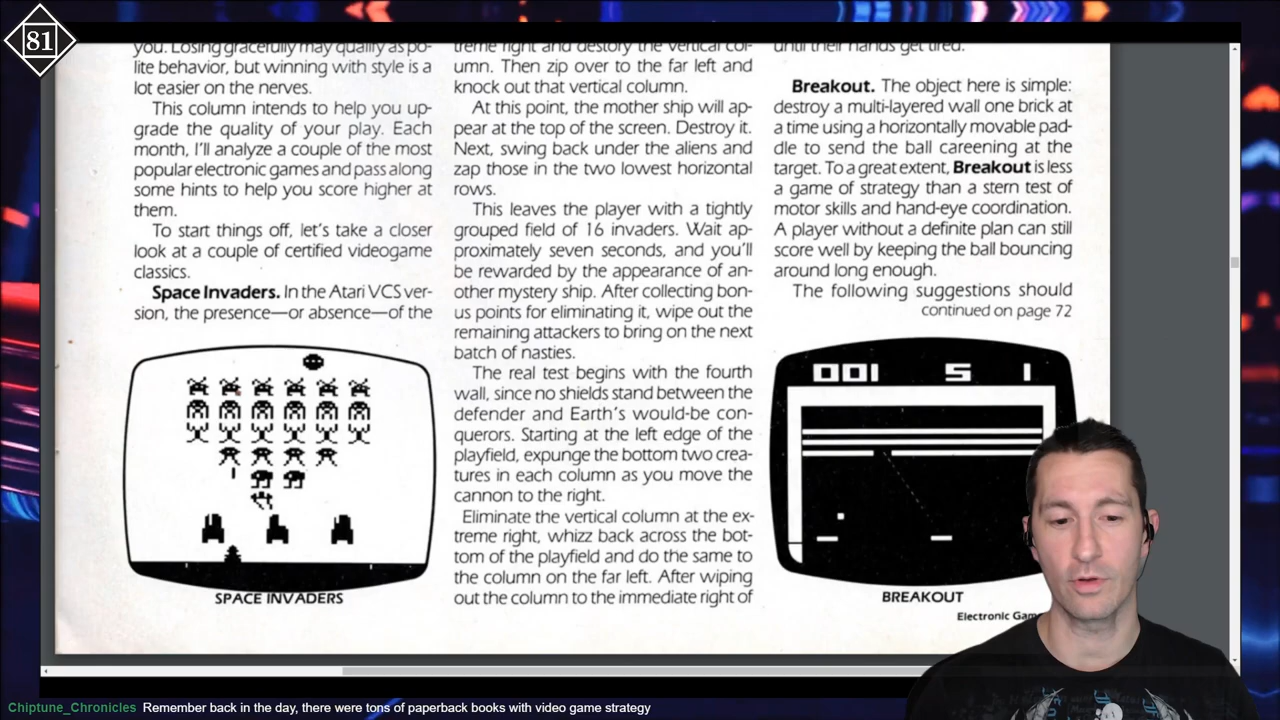 81
you. Losing gracefully may qualify as po-
lite behavior, but winning with style is a
lot easier on the nerves.
This column intends to help you up-
grade the quality of your play. Each
month, I'll analyze a couple of the most
popular electronic games and pass along
some hints to help you score higher at
them.
To start things off, let's take a closer
look at a couple of certified videogame
classics.
Space Invaders. In the Atari VCS ver-
sion, the presence—or absence—of the
SPACE INVADERS
treme right and destory the vertical col-
umn. Then zip over to the far left and
knock out that vertical column.
At this point, the mother ship will ap-
pear at the top of the screen. Destroy it.
Next, swing back under the aliens and
zap those in the two lowest horizontal
rows.
This leaves the player with a tightly
grouped field of 16 invaders. Wait ap-
proximately seven seconds, and you'll
be rewarded by the appearance of an-
other mystery ship. After collecting bon-
us points for eliminating it, wipe out the
remaining attackers to bring on the next
batch of nasties.
The real test begins with the fourth
wall, since no shields stand between the
defender and Earth's would-be con-
querors. Starting at the left edge of the
playfield, expunge the bottom two crea-
tures in each column as you move the
cannon to the right.
Eliminate the vertical column at the ex-
treme right, whizz back across the bot-
tom of the playfield and do the same to
the column on the far left. After wiping
out the column to the immediate right of
until their hands get tired.
Breakout. The object here is simple:
destroy a multi-layered wall one brick at
a time using a horizontally movable pad-
dle to send the ball careening at the
target. To a great extent, Breakout is less
a game of strategy than a stern test of
motor skills and hand-eye coordination.
A player without a definite plan can still
score well by keeping the ball bouncing
around long enough.
The following suggestions should
continued on page 72
001 5 1
BREAKOUT
Electronic
Chiptune_Chronicles Remember back in the day, there were tons of paperback books with video game strategy